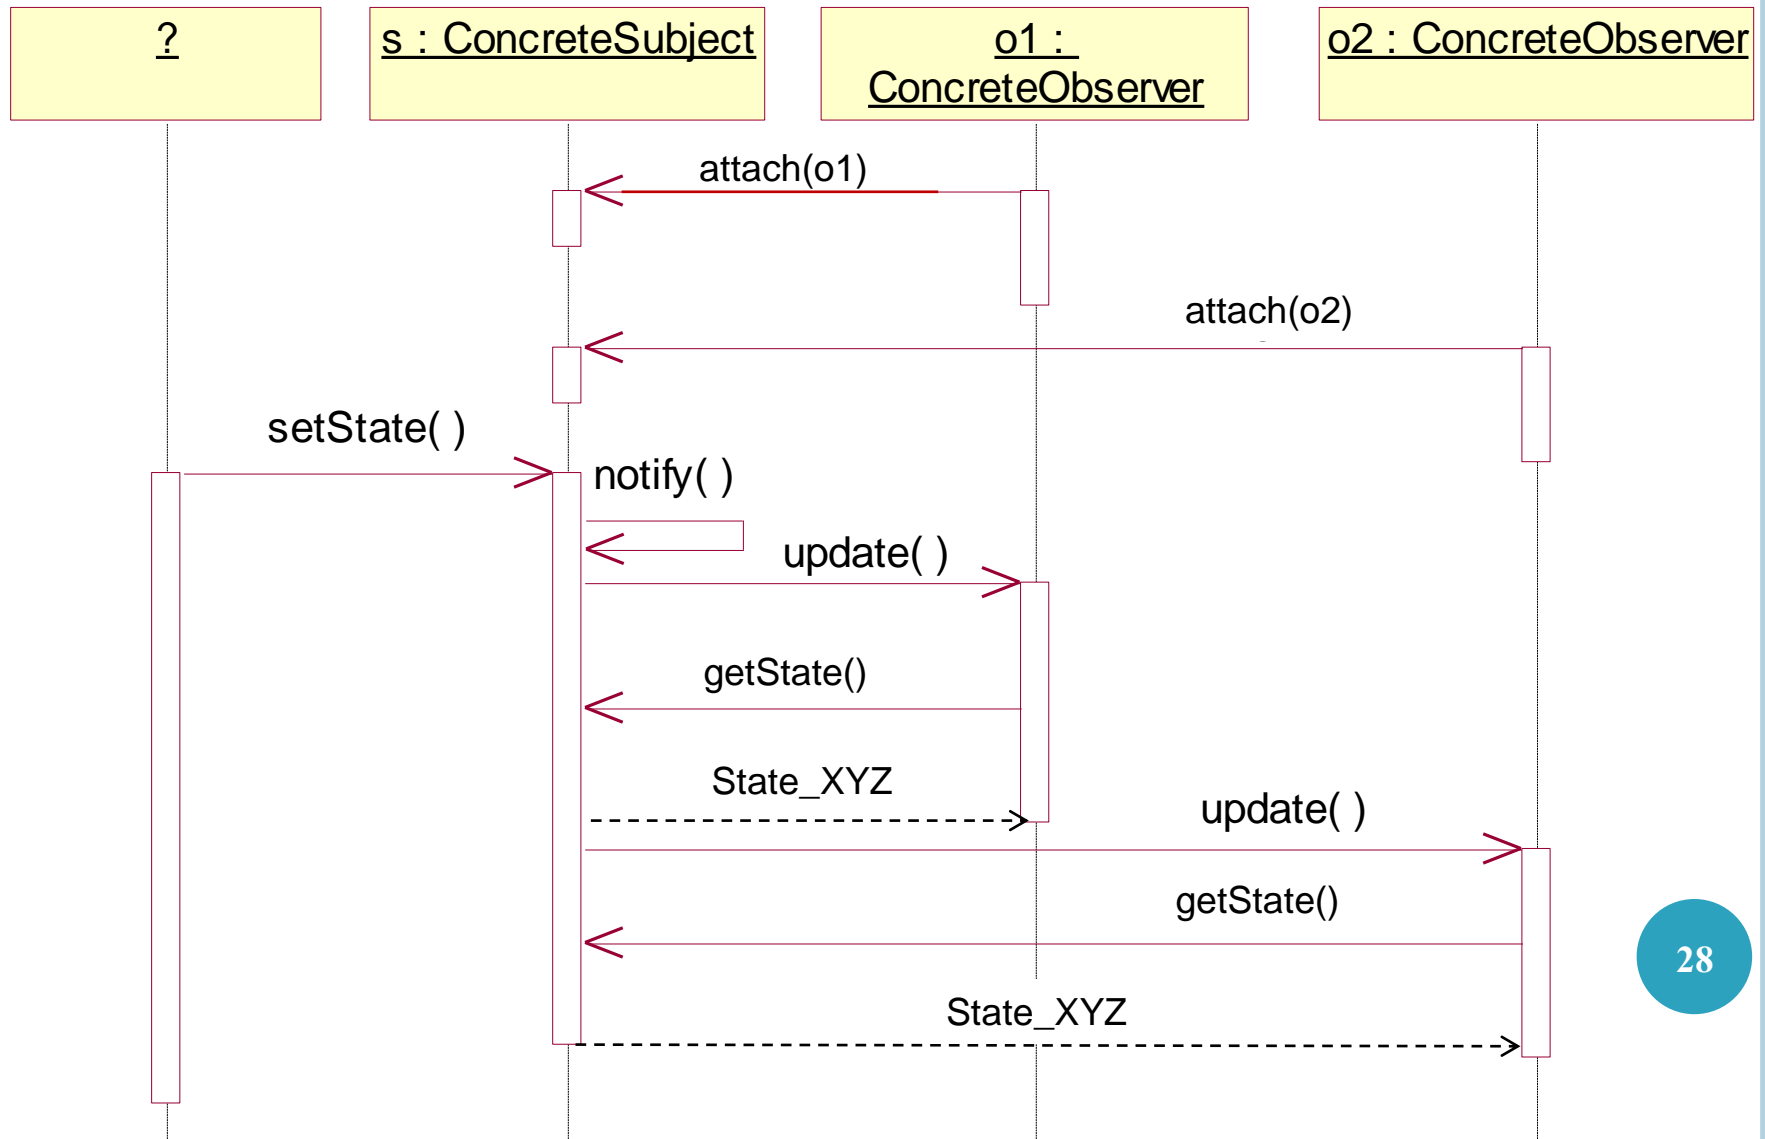 ?
s : ConcreteSubject
o1 :
ConcreteObserver
o2 : ConcreteObserver
attach(o1)
attach(o2)
setState( )
notify( )
update( )
getState()
State_XYZ
update( )
getState()
28
State_XYZ